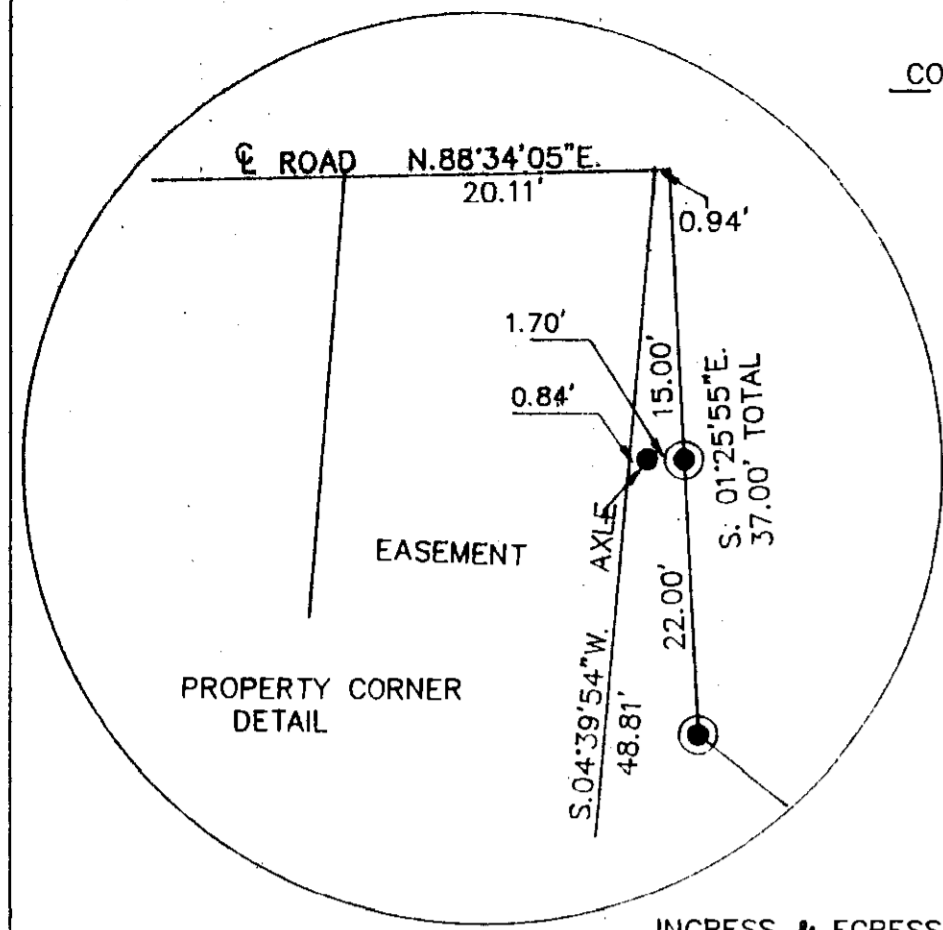 CO
℄ ROAD N.88°34'05"E.
20.11'
0.94'
1.70'
0.84'
15.00'
S. 01°25'55"E.
37.00' TOTAL
AXLE
EASEMENT
22.00'
S.04°39'54"W.
48.81'
PROPERTY CORNER
DETAIL
INGRESS & EGRESS